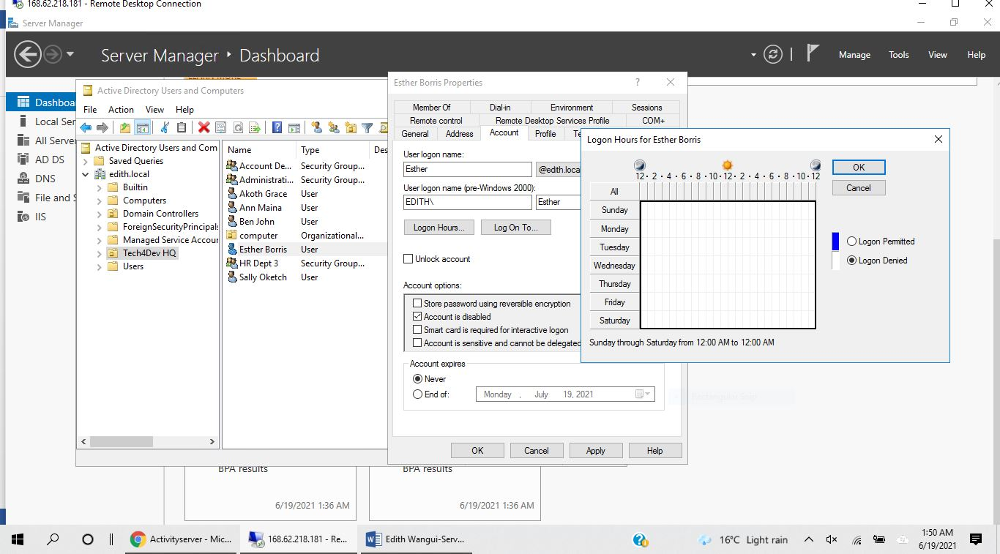 168.62.218.181 - Remote Desktop Connection
Server Manager
Server Manager Dashboard
Manage Tools View Help
LEARN MORE
Dashboa
Local Ser
All Server
AD DS
DNS
File and S
IIS
Active Directory Users and Computers
File Action View Help
Active Directory Users and Com
Saved Queries
edith.local
Builtin
Computers
Domain Controllers
ForeignSecurityPrincipals
Managed Service Accour
Tech4Dev HQ
Users
Name Type Des
Account De... Security Group...
Administrati... Security Group...
Akoth Grace User
Ann Maina User
Ben John User
computer Organizational...
Esther Borris User
HR Dept 3 Security Group...
Sally Oketch User
Esther Borris Properties
Member Of Dial-in Environment Sessions
Remote control Remote Desktop Services Profile COM+
General Address Account Profile Te
User logon name:
Esther @edith.loca
User logon name (pre-Windows 2000):
EDITH\ Esther
Logon Hours... Log On To...
Unlock account
Account options:
Store password using reversible encryption
Account is disabled
Smart card is required for interactive logon
Account is sensitive and cannot be delegated
Account expires
Never
End of: Monday , July 19, 2021
OK Cancel Apply Help
Logon Hours for Esther Borris
12 · 2 · 4 · 6 · 8 · 10 · 12 · 2 · 4 · 6 · 8 · 10 · 12
All
Sunday
Monday
Tuesday
Wednesday
Thursday
Friday
Saturday
OK
Cancel
Logon Permitted
Logon Denied
Sunday through Saturday from 12:00 AM to 12:00 AM
Rectangular Snip
BPA results BPA results
6/19/2021 1:36 AM 6/19/2021 1:36 AM
Activityserver - Mic... 168.62.218.181 - Re... Edith Wangui-Serv... 16°C Light rain
1:50 AM
6/19/2021